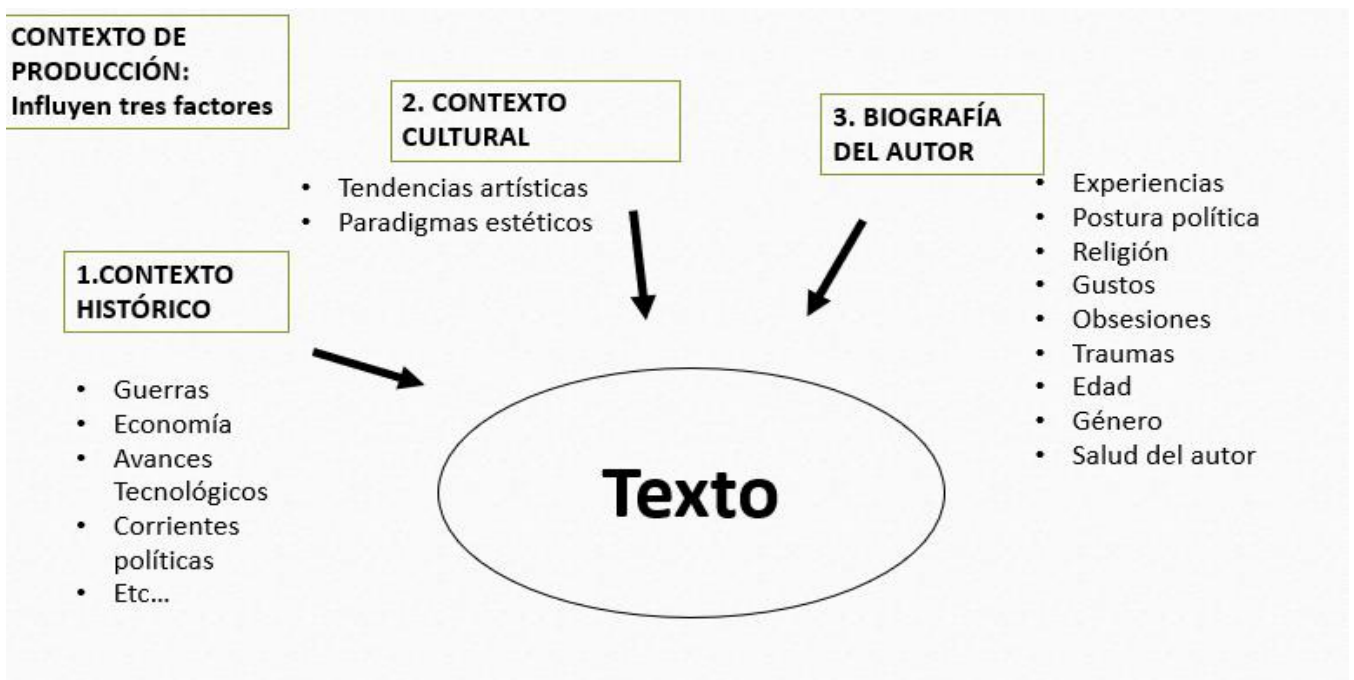 CONTEXTO DE
PRODUCCIÓN:
Influyen tres factores
2. CONTEXTO
CULTURAL
• Tendencias artísticas
• Paradigmas estéticos
3. BIOGRAFÍA
DEL AUTOR
• Experiencias
• Postura política
• Religión
• Gustos
• Obsesiones
• Traumas
• Edad
• Género
• Salud del autor
1.CONTEXTO
HISTÓRICO
• Guerras
• Economía
• Avances
Tecnológicos
• Corrientes
políticas
• Etc...
Texto